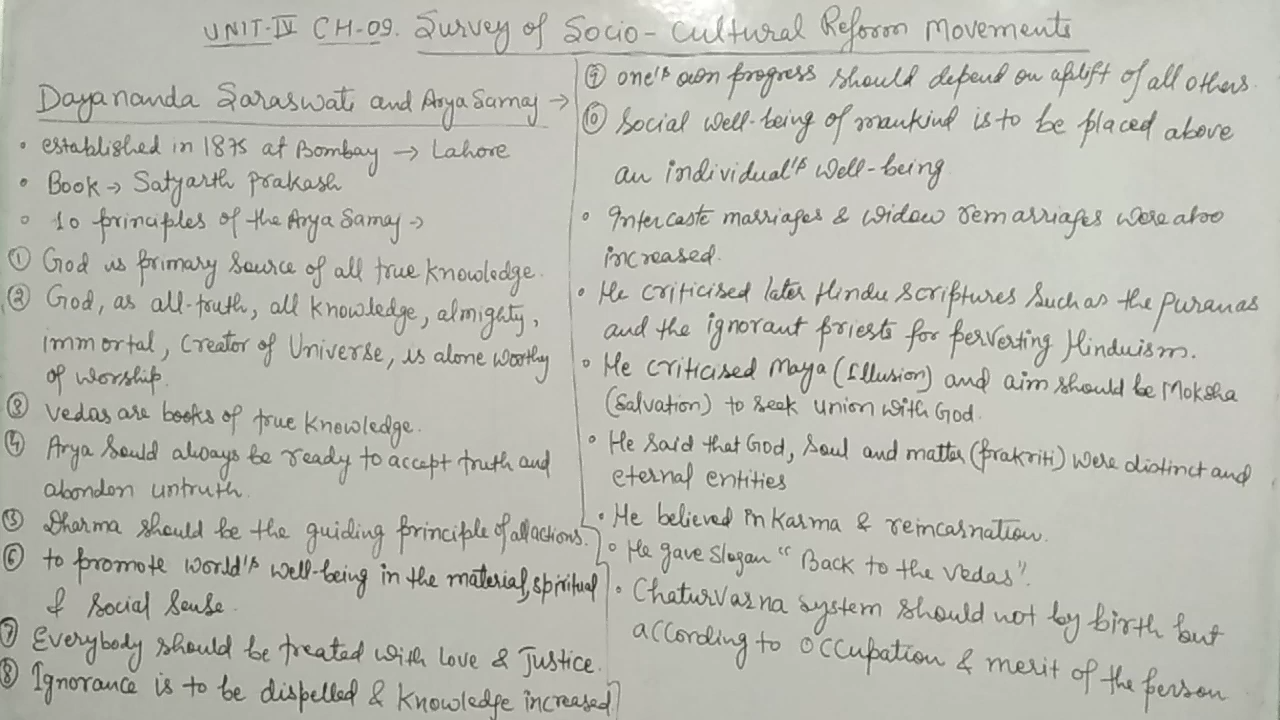 UNIT-IV CH-09. Survey of Socio-Cultural Reform Movements
Dayananda Saraswati and Arya Samaj →
• established in 1875 at Bombay → Lahore
• Book → Satyarth Prakash
• 10 principles of the Arya Samaj →
① God is primary source of all true knowledge.
② God, as all-truth, all knowledge, almighty,
immortal, creator of Universe, is alone worthy
of worship.
③ Vedas are books of true knowledge.
④ Arya sould always be ready to accept truth and
abondon untruth.
⑤ Dharma should be the guiding principle of all actions.
⑥ to promote world's well-being in the material, spiritual
& social sense.
⑦ Everybody should be treated with love & Justice.
⑧ Ignorance is to be dispelled & knowledge increased
⑨ one's own progress should depend on uplift of all others.
⑩ Social well-being of mankind is to be placed above
an individual's well-being
• Intercaste marriages & widow remarriages were also
increased.
• He criticised later Hindu scriptures such as the Puranas
and the ignorant priests for perverting Hinduism.
• He criticised Maya (Illusion) and aim should be Moksha
(Salvation) to seek union with God.
• He said that God, soul and matter (prakriti) were distinct and
eternal entities
• He believed in Karma & reincarnation.
• He gave slogan "Back to the Vedas".
• Chaturvarna system should not by birth but
according to occupation & merit of the person